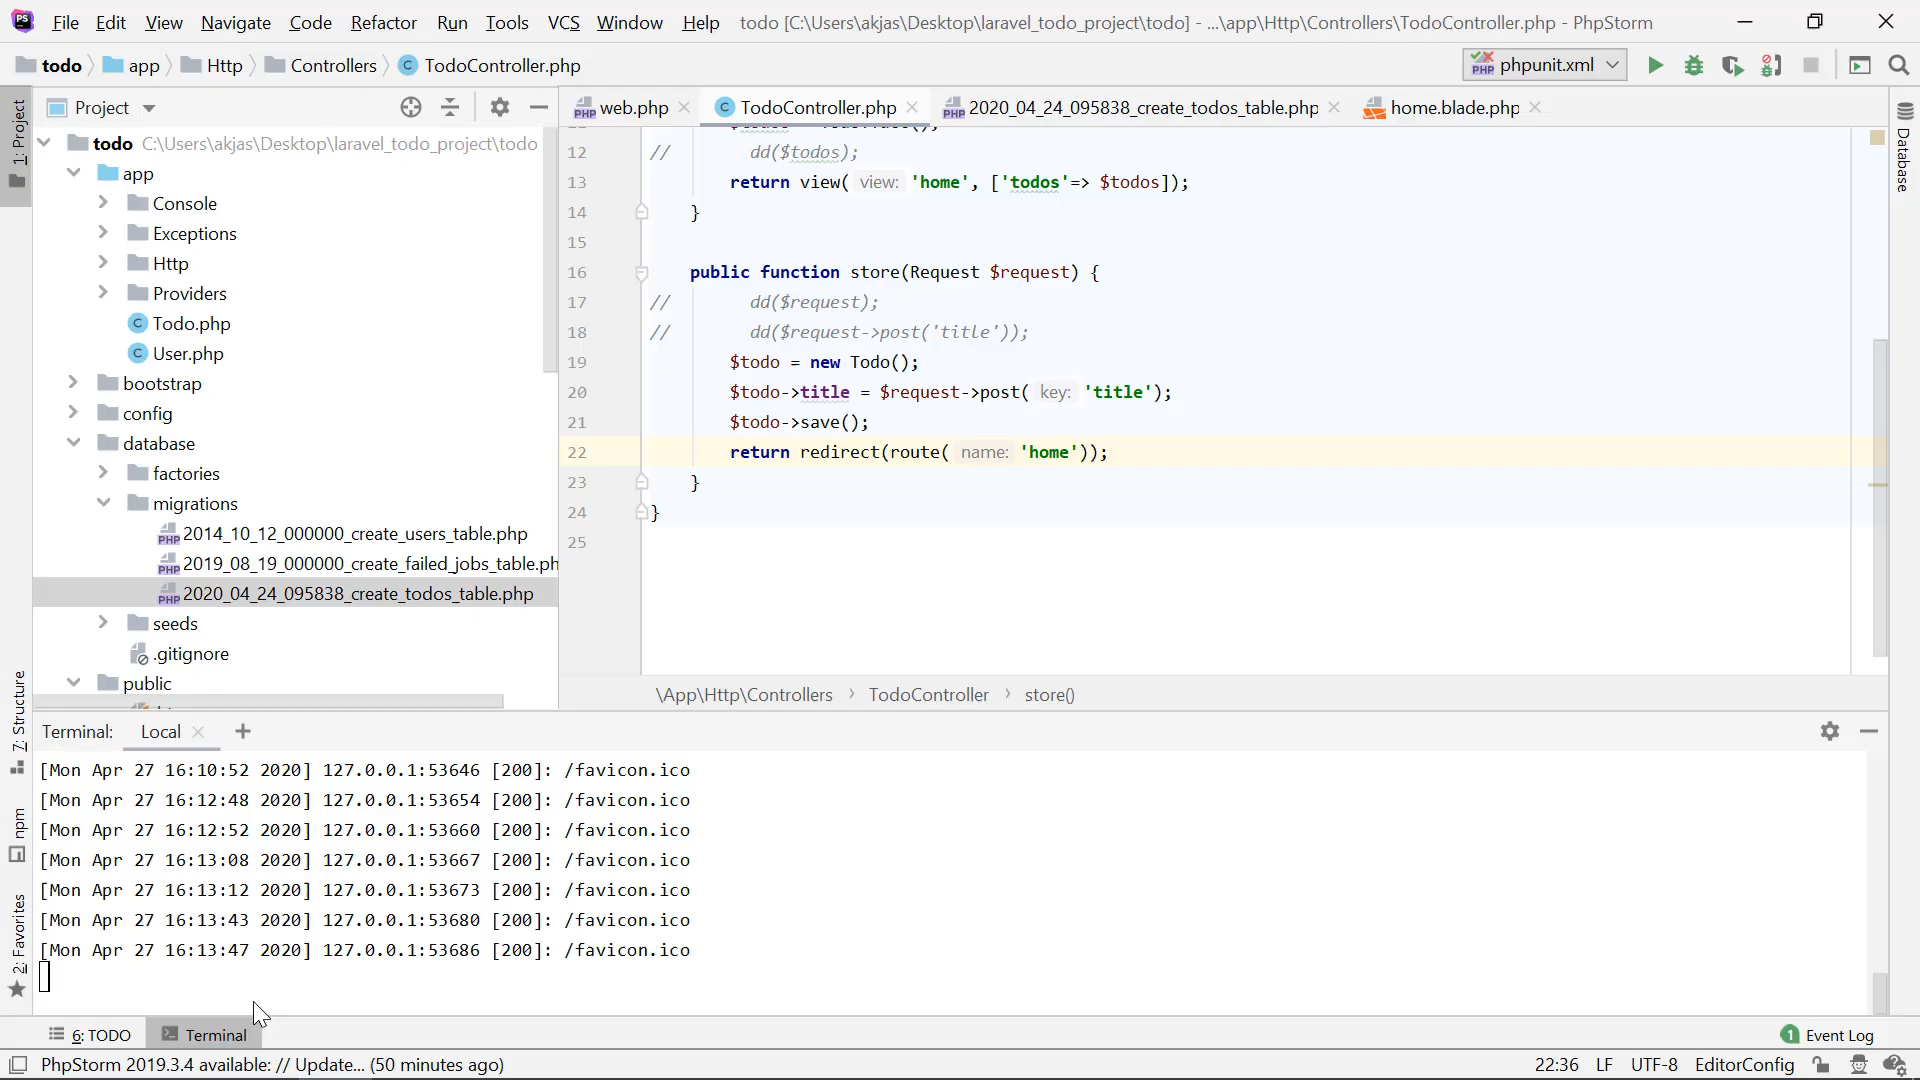 PS File Edit View Navigate Code Refactor Run Tools VCS Window Help todo [C:\Users\akjas\Desktop\laravel_todo_project\todo] - ...\app\Http\Controllers\TodoController.php - PhpStorm
todo app Http Controllers C TodoController.php PHP phpunit.xml
1: Project
Project
todo C:\Users\akjas\Desktop\laravel_todo_project\todo
app
Console
Exceptions
Http
Providers
C Todo.php
C User.php
bootstrap
config
database
factories
migrations
PHP 2014_10_12_000000_create_users_table.php
PHP 2019_08_19_000000_create_failed_jobs_table.ph
PHP 2020_04_24_095838_create_todos_table.php
seeds
.gitignore
public
PHP web.php C TodoController.php PHP 2020_04_24_095838_create_todos_table.php home.blade.php
12 // dd($todos);
13 return view( view: 'home', ['todos'=> $todos]);
14 }
15
16 public function store(Request $request) {
17 // dd($request);
18 // dd($request->post('title'));
19 $todo = new Todo();
20 $todo->title = $request->post( key: 'title');
21 $todo->save();
22 return redirect(route( name: 'home'));
23 }
24 }
25
\App\Http\Controllers › TodoController › store()
Database
7: Structure
npm
2: Favorites
Terminal: Local
[Mon Apr 27 16:10:52 2020] 127.0.0.1:53646 [200]: /favicon.ico
[Mon Apr 27 16:12:48 2020] 127.0.0.1:53654 [200]: /favicon.ico
[Mon Apr 27 16:12:52 2020] 127.0.0.1:53660 [200]: /favicon.ico
[Mon Apr 27 16:13:08 2020] 127.0.0.1:53667 [200]: /favicon.ico
[Mon Apr 27 16:13:12 2020] 127.0.0.1:53673 [200]: /favicon.ico
[Mon Apr 27 16:13:43 2020] 127.0.0.1:53680 [200]: /favicon.ico
[Mon Apr 27 16:13:47 2020] 127.0.0.1:53686 [200]: /favicon.ico
6: TODO Terminal 1 Event Log
PhpStorm 2019.3.4 available: // Update... (50 minutes ago) 22:36 LF UTF-8 EditorConfig